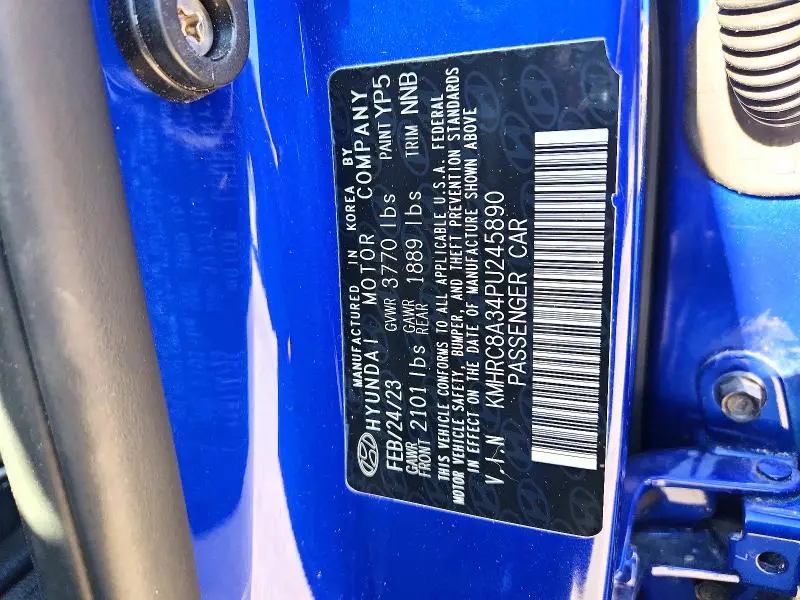 MANUFACTURED IN KOREA BY
HYUNDAI MOTOR COMPANY
FEB/24/23 GVWR 3770 lbs PAINT YP5
GAWR FRONT 2101 lbs GAWR REAR 1889 lbs TRIM NNB
THIS VEHICLE CONFORMS TO ALL APPLICABLE U.S.A. FEDERAL
MOTOR VEHICLE SAFETY, BUMPER, AND THEFT PREVENTION STANDARDS
IN EFFECT ON THE DATE OF MANUFACTURE SHOWN ABOVE
V.I.N KMHRC8A34PU245890
PASSENGER CAR